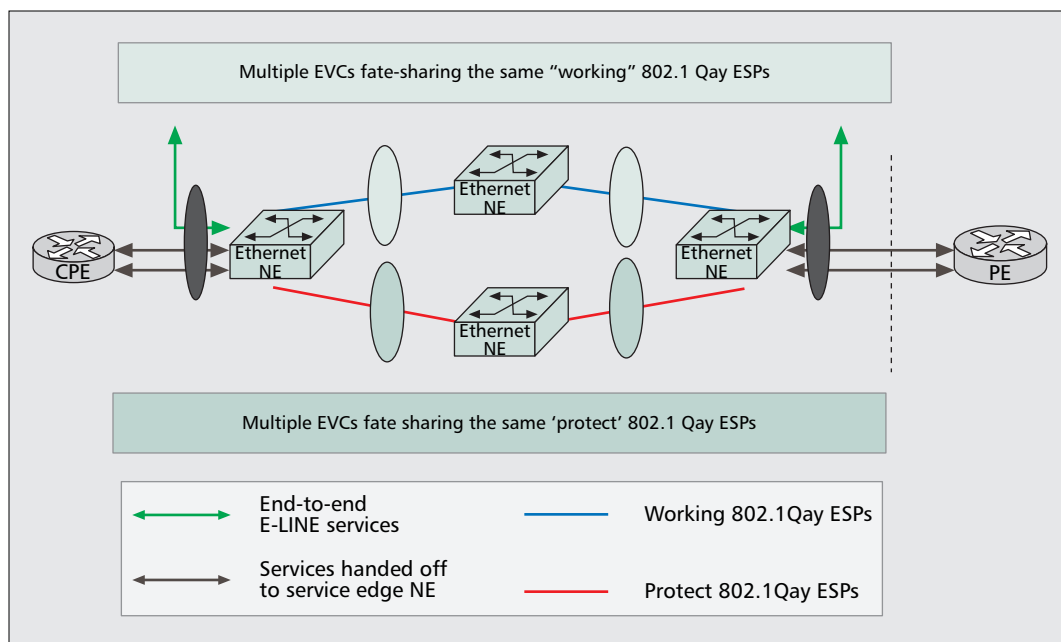 Multiple EVCs fate-sharing the same “working” 802.1 Qay ESPs
Ethernet
NE
Ethernet
NE
Ethernet
NE
CPE
PE
Ethernet
NE
Multiple EVCs fate sharing the same ‘protect’ 802.1 Qay ESPs
End-to-end
E-LINE services
Working 802.1Qay ESPs
Services handed off
to service edge NE
Protect 802.1Qay ESPs